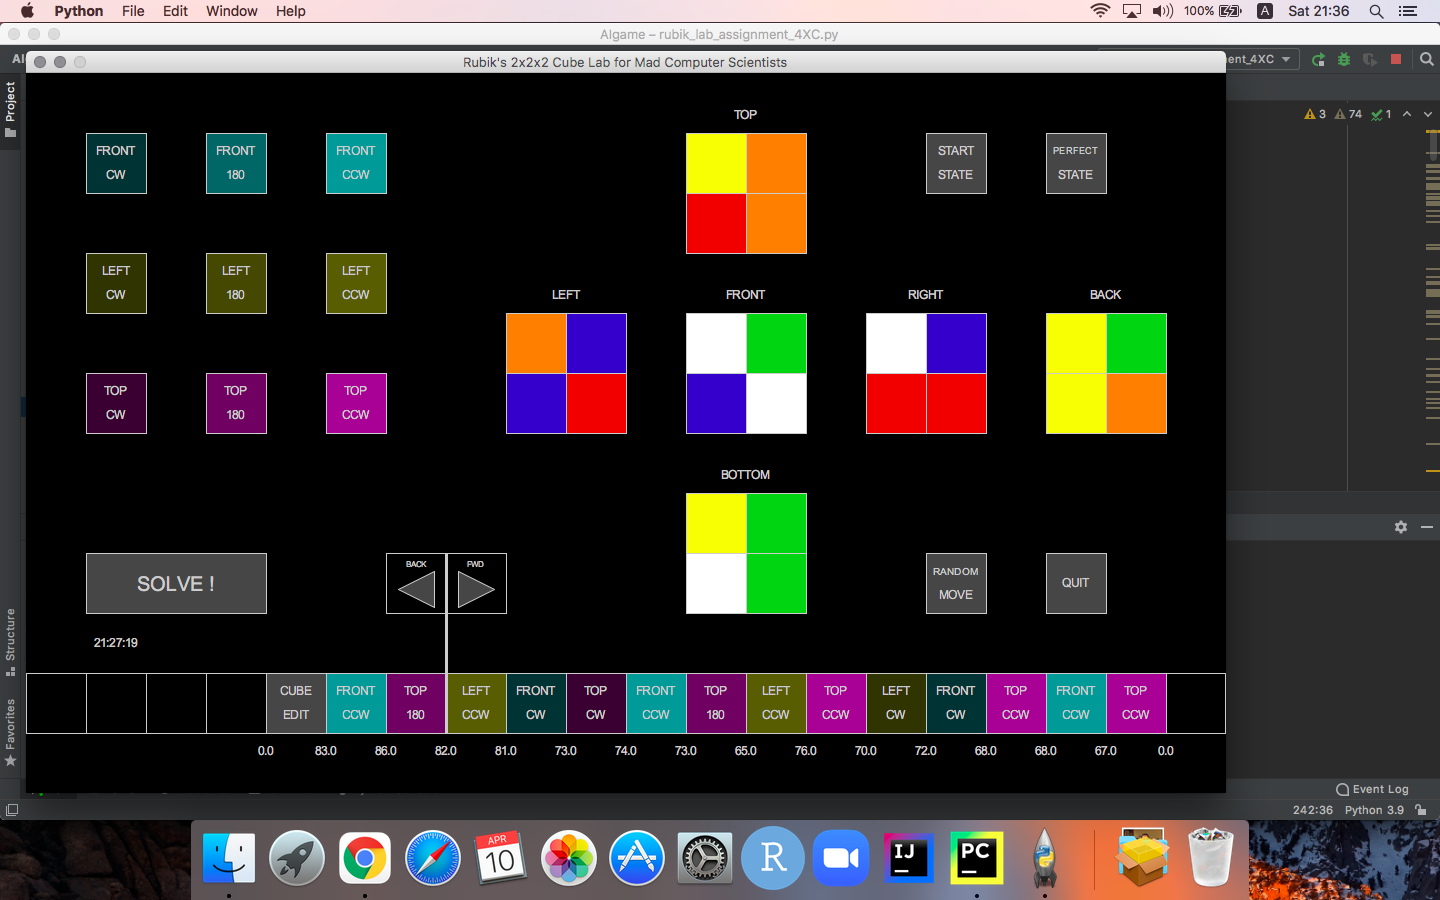 Python File Edit Window Help 100% A Sat 21:36
AIgame – rubik_lab_assignment_4XC.py
Rubik's 2x2x2 Cube Lab for Mad Computer Scientists
ent_4XC
Project
3 74 1
TOP
FRONT CW
FRONT 180
FRONT CCW
START STATE
PERFECT STATE
LEFT CW
LEFT 180
LEFT CCW
LEFT
FRONT
RIGHT
BACK
TOP CW
TOP 180
TOP CCW
BOTTOM
SOLVE !
BACK
FWD
RANDOM MOVE
QUIT
21:27:19
CUBE EDIT
FRONT CCW
TOP 180
LEFT CCW
FRONT CW
TOP CW
FRONT CCW
TOP 180
LEFT CCW
TOP CCW
LEFT CW
FRONT CW
TOP CCW
FRONT CCW
TOP CCW
0.0 83.0 86.0 82.0 81.0 73.0 74.0 73.0 65.0 76.0 70.0 72.0 68.0 68.0 67.0 0.0
Structure
Favorites
Event Log
242:36 Python 3.9
APR
10
R
IJ
PC